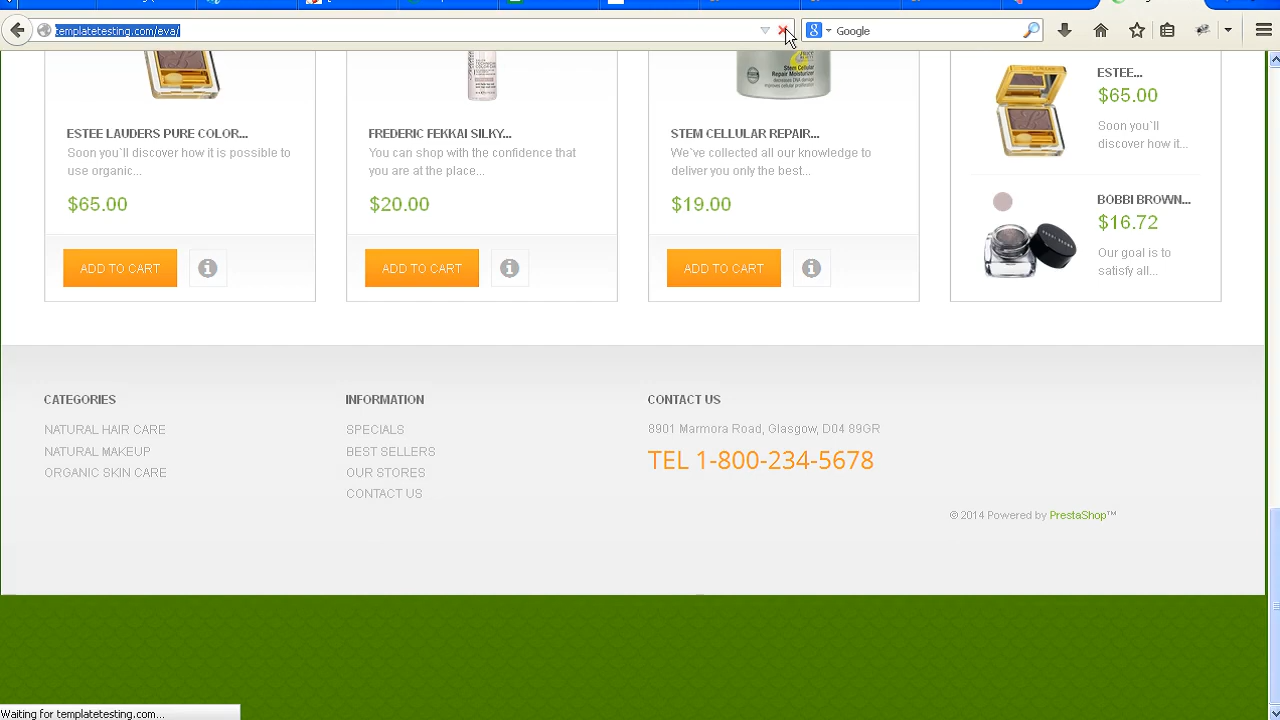 templatetesting.com/eva/
Google
ESTEE LAUDERS PURE COLOR...
Soon you`ll discover how it is possible to
use organic...
$65.00
ADD TO CART
FREDERIC FEKKAI SILKY...
You can shop with the confidence that
you are at the place...
$20.00
ADD TO CART
Stem Cellular
Repair Moisturizer
STEM CELLULAR REPAIR...
We`ve collected all our knowledge to
deliver you only the best...
$19.00
ADD TO CART
ESTEE...
$65.00
Soon you`ll
discover how it...
BOBBI BROWN...
$16.72
Our goal is to
satisfy all...
CATEGORIES
NATURAL HAIR CARE
NATURAL MAKEUP
ORGANIC SKIN CARE
INFORMATION
SPECIALS
BEST SELLERS
OUR STORES
CONTACT US
CONTACT US
8901 Marmora Road, Glasgow, D04 89GR
TEL 1-800-234-5678
© 2014 Powered by PrestaShop™
Waiting for templatetesting.com...